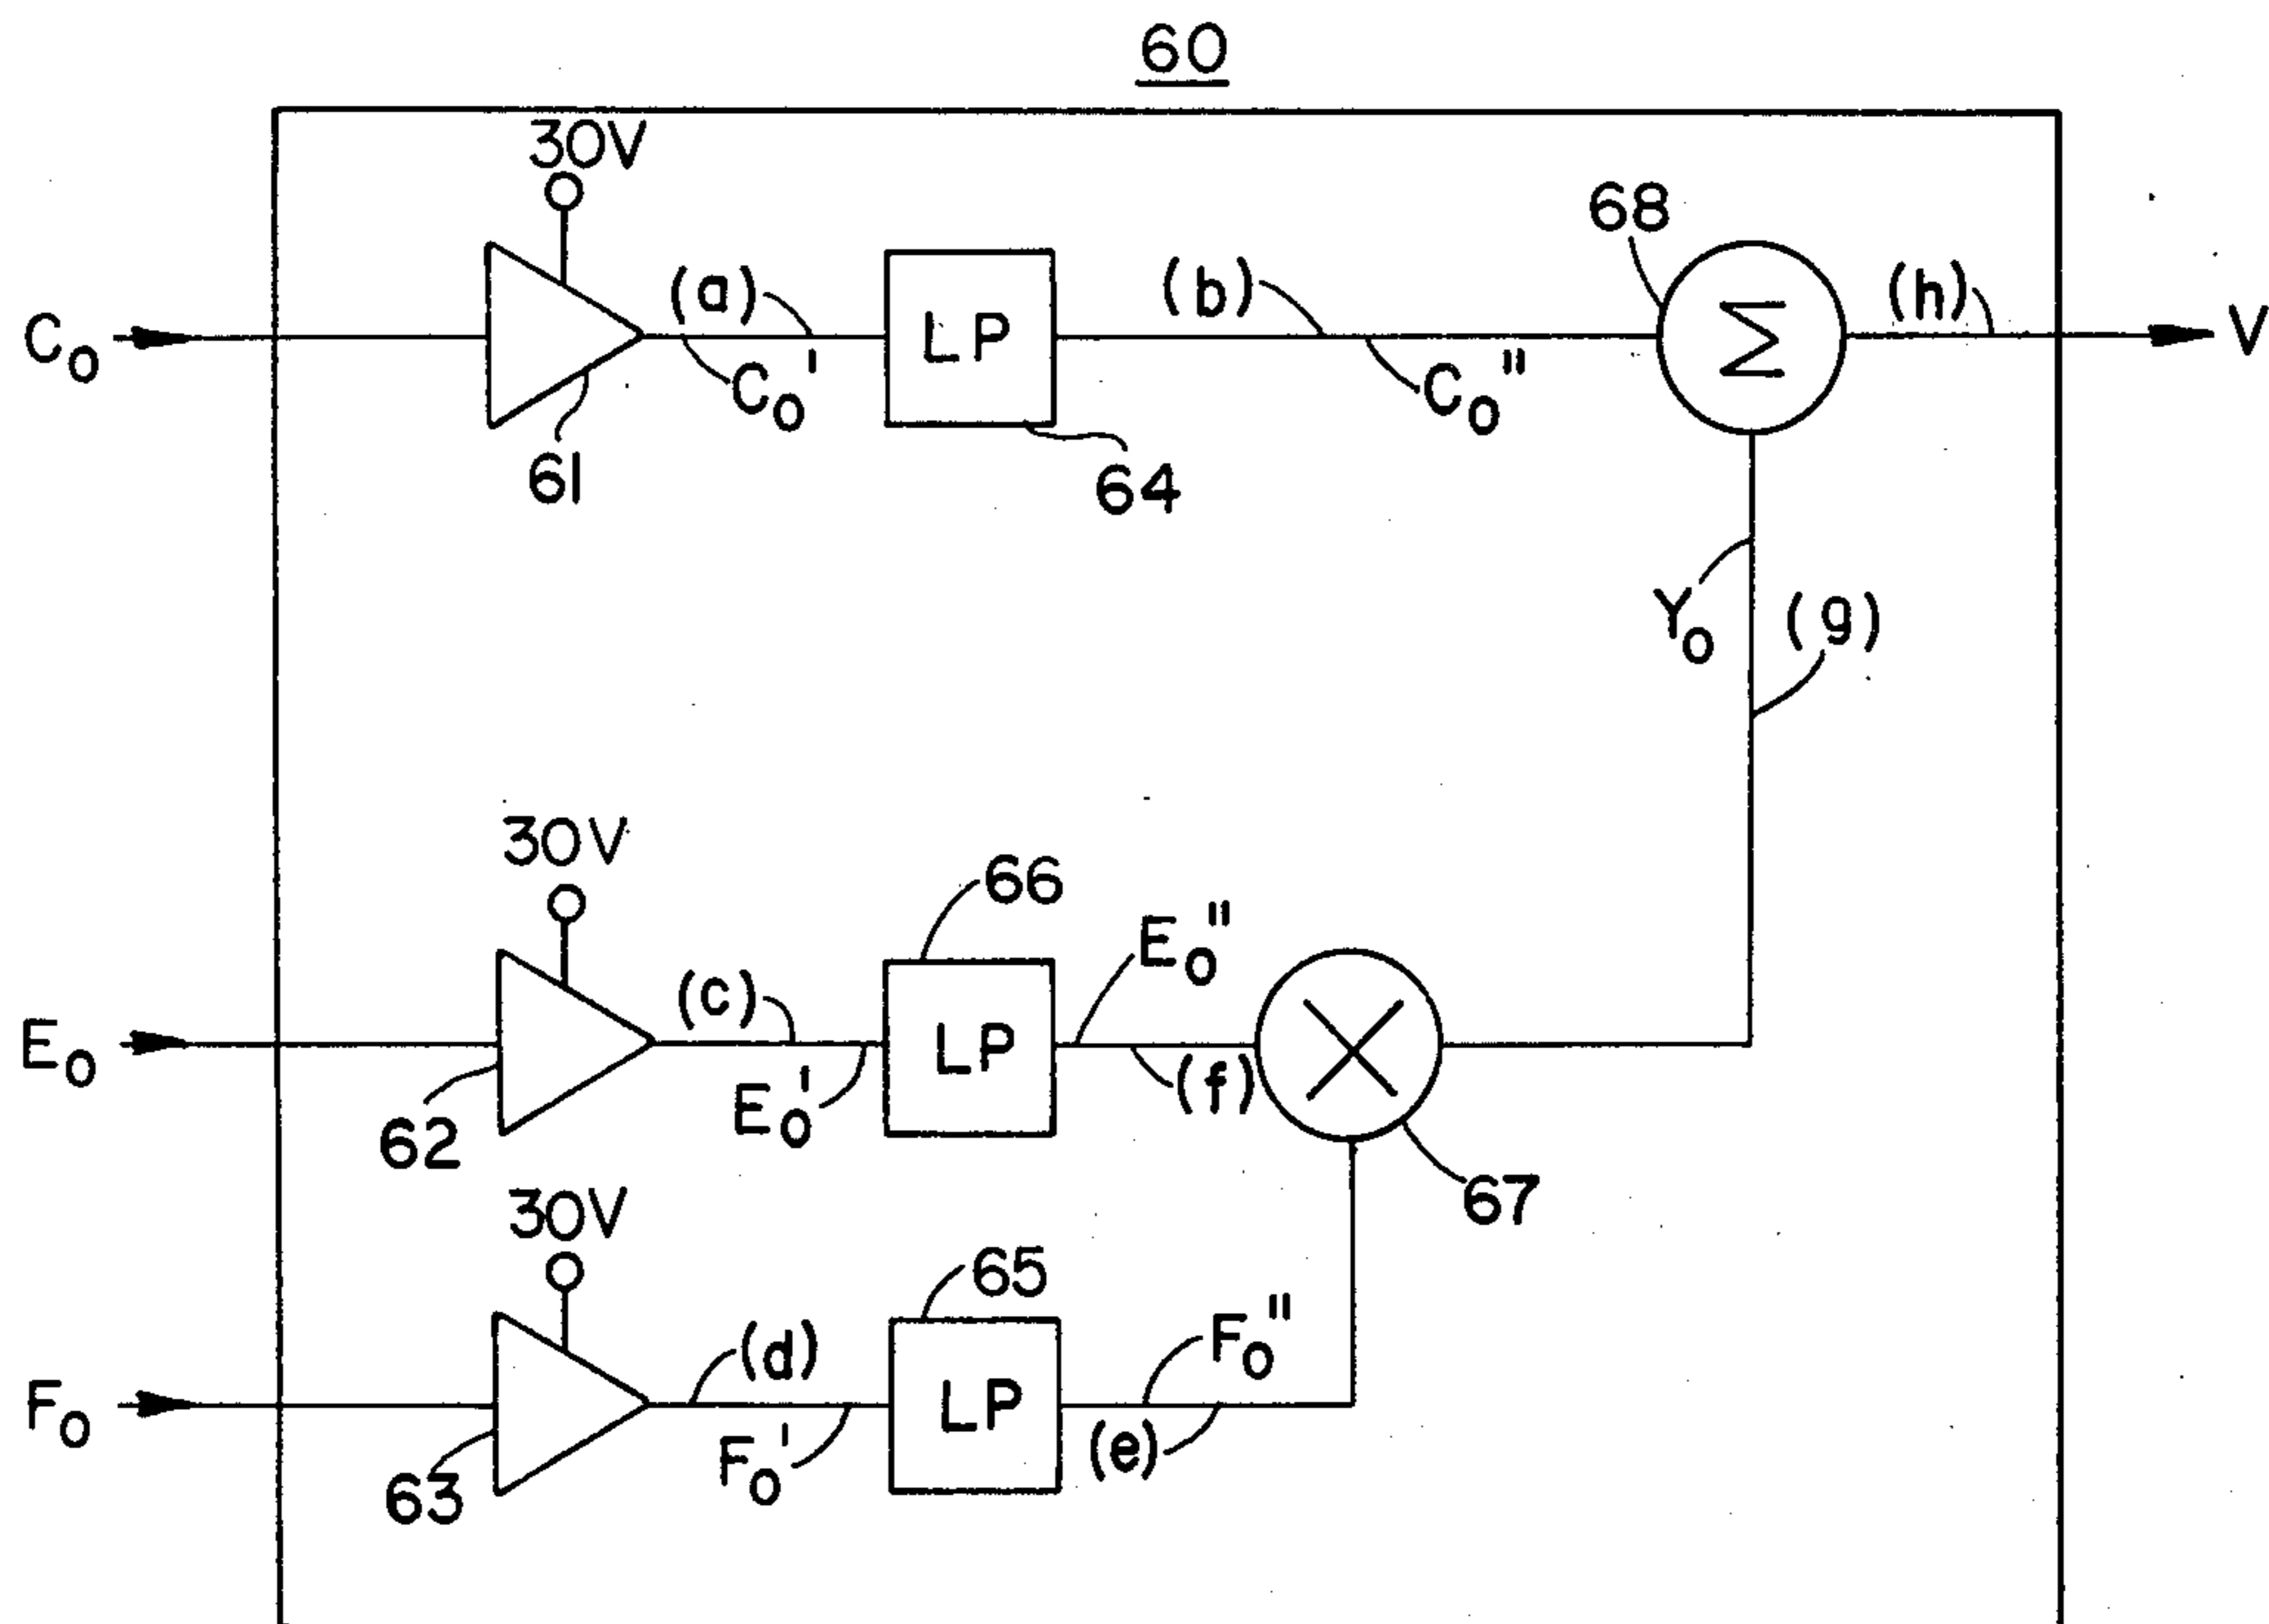 60
30V
68
(a)
(b)
(h)
C₀
LP
Σ
V
C₀'
C₀"
61
64
Y₀
(g)
30V
66
E₀"
(c)
E₀
LP
X
E₀'
(f)
62
67
30V
65
F₀"
(d)
F₀
LP
F₀'
(e)
63